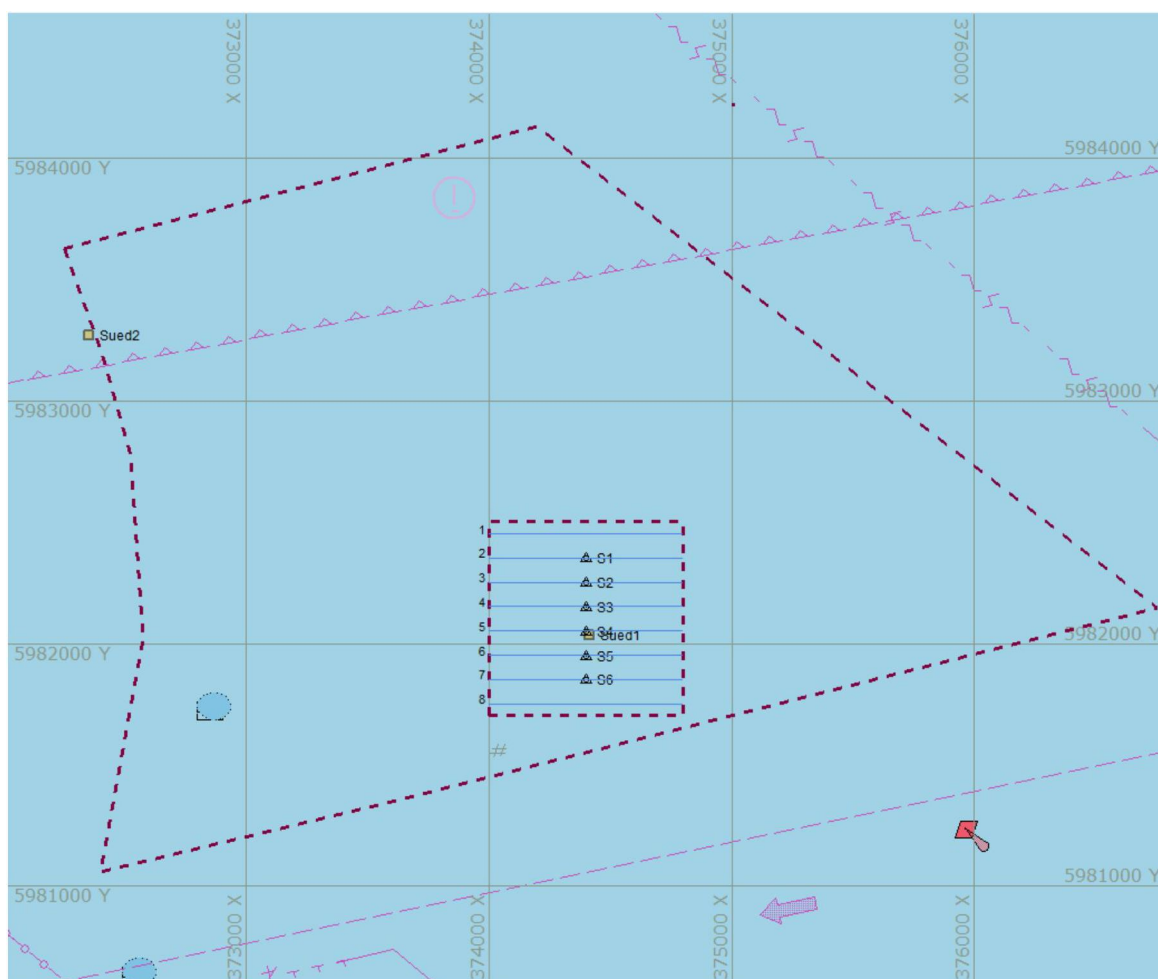 373000 X
374000 X
375000 X
376000 X
5984000 Y
5984000 Y
!
Sued2
5983000 Y
5983000 Y
1
2
S1
3
S2
4
S3
5
S4
Sued1
5982000 Y
5982000 Y
6
S5
7
S6
8
#
5981000 Y
5981000 Y
373000 X
374000 X
375000 X
376000 X